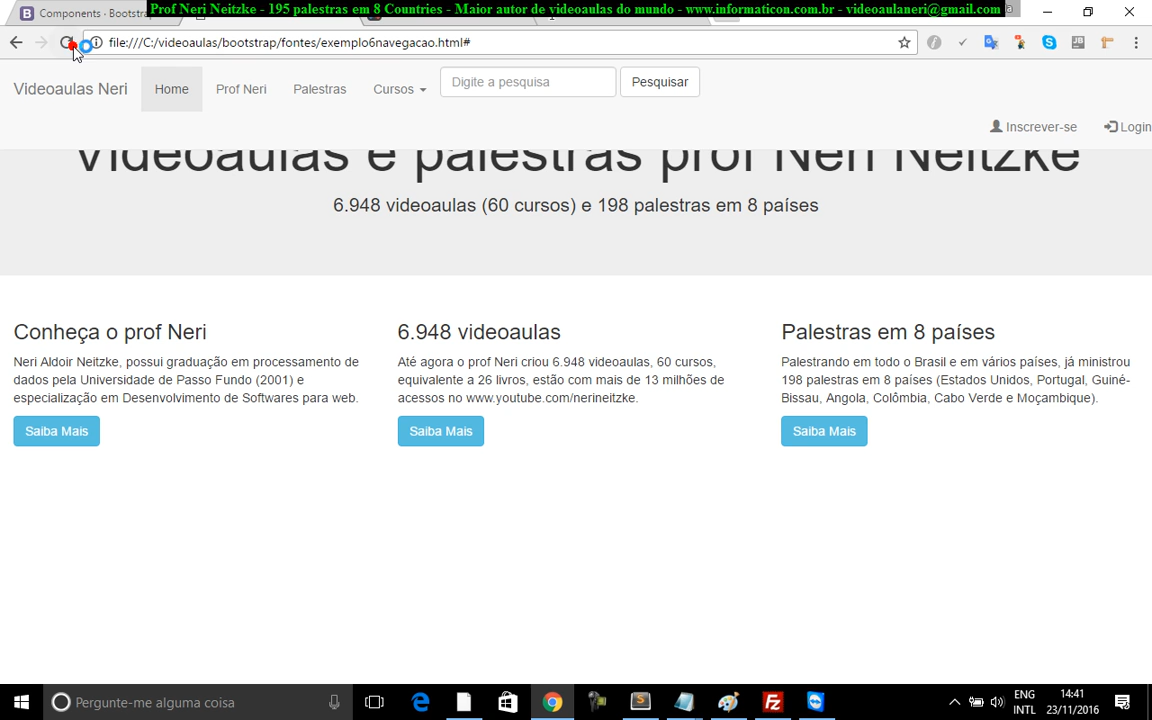 Components - Bootstrap
Prof Neri Neitzke - 195 palestras em 8 Countries - Maior autor de videoaulas do mundo - www.informaticon.com.br - videoaulaneri@gmail.com
file:///C:/videoaulas/bootstrap/fontes/exemplo6navegacao.html#
Videoaulas Neri Home Prof Neri Palestras Cursos Digite a pesquisa Pesquisar
Inscrever-se Login
Videoaulas e palestras prof Neri Neitzke
6.948 videoaulas (60 cursos) e 198 palestras em 8 países
Conheça o prof Neri
Neri Aldoir Neitzke, possui graduação em processamento de
dados pela Universidade de Passo Fundo (2001) e
especialização em Desenvolvimento de Softwares para web.
Saiba Mais
6.948 videoaulas
Até agora o prof Neri criou 6.948 videoaulas, 60 cursos,
equivalente a 26 livros, estão com mais de 13 milhões de
acessos no www.youtube.com/nerineitzke.
Saiba Mais
Palestras em 8 países
Palestrando em todo o Brasil e em vários países, já ministrou
198 palestras em 8 países (Estados Unidos, Portugal, Guiné-
Bissau, Angola, Colômbia, Cabo Verde e Moçambique).
Saiba Mais
Pergunte-me alguma coisa
ENG
INTL
14:41
23/11/2016